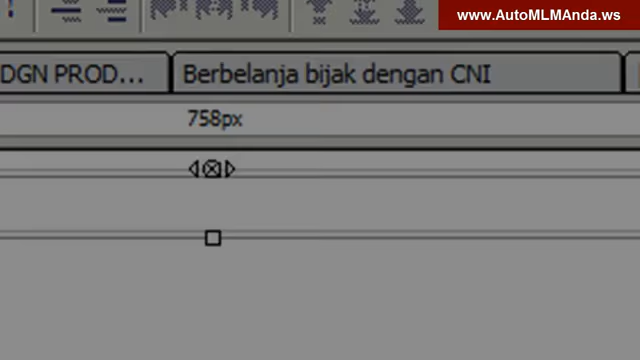 www.AutoMLMAnda.ws
DGN PROD... Berbelanja bijak dengan CNI
758px